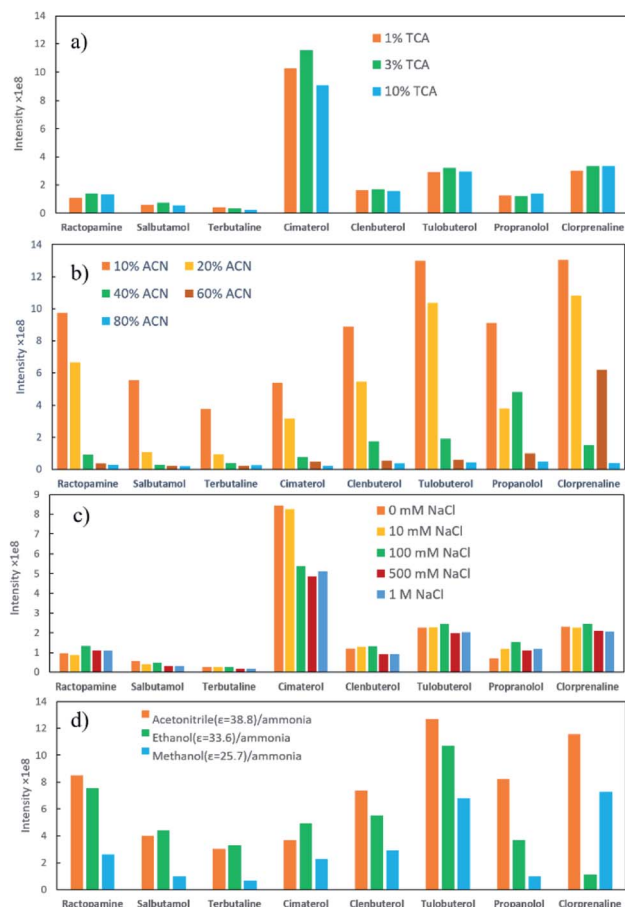 a)
1% TCA
3% TCA
10% TCA
Intensity ×1e8
14
12
10
8
6
4
2
0
Ractopamine Salbutamol Terbutaline Cimaterol Clenbuterol Tulobuterol Propranolol Clorprenaline
b)
10% ACN 20% ACN
40% ACN 60% ACN
80% ACN
Intensity ×1e8
14
12
10
8
6
4
2
0
Ractopamine Salbutamol Terbutaline Cimaterol Clenbuterol Tulobuterol Propanolol Clorprenaline
c)
0 mM NaCl
10 mM NaCl
100 mM NaCl
500 mM NaCl
1 M NaCl
Intensity ×1e8
9
8
7
6
5
4
3
2
1
0
Ractopamine Salbutamol Terbutaline Cimaterol Clenbuterol Tulobuterol Propanolol Clorprenaline
d)
Acetonitrile(ε=38.8)/ammonia
Ethanol(ε=33.6)/ammonia
Methanol(ε=25.7)/ammonia
Intensity ×1e8
14
12
10
8
6
4
2
0
Ractopamine Salbutamol Terbutaline Cimaterol Clenbuterol Tulobuterol Propanolol Clorprenaline